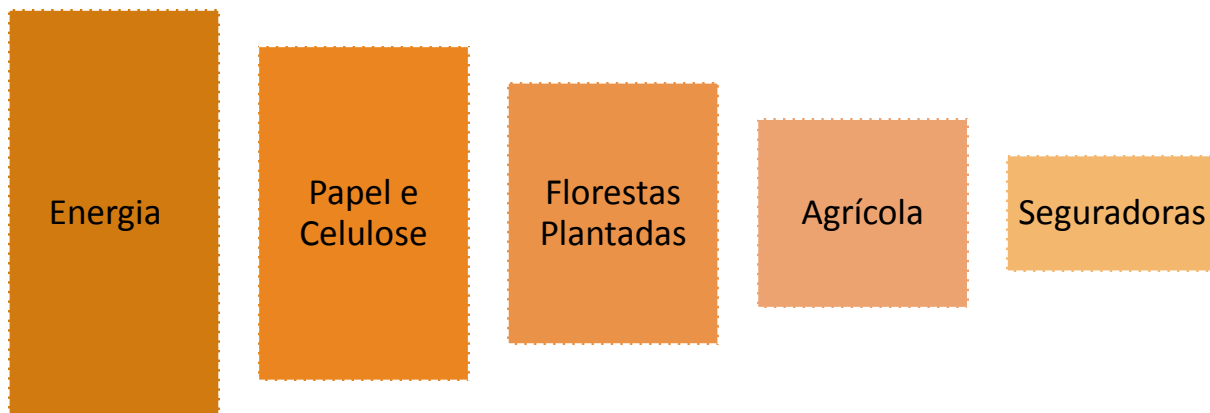 Energia
Papel e
Celulose
Florestas
Plantadas
Agrícola
Seguradoras